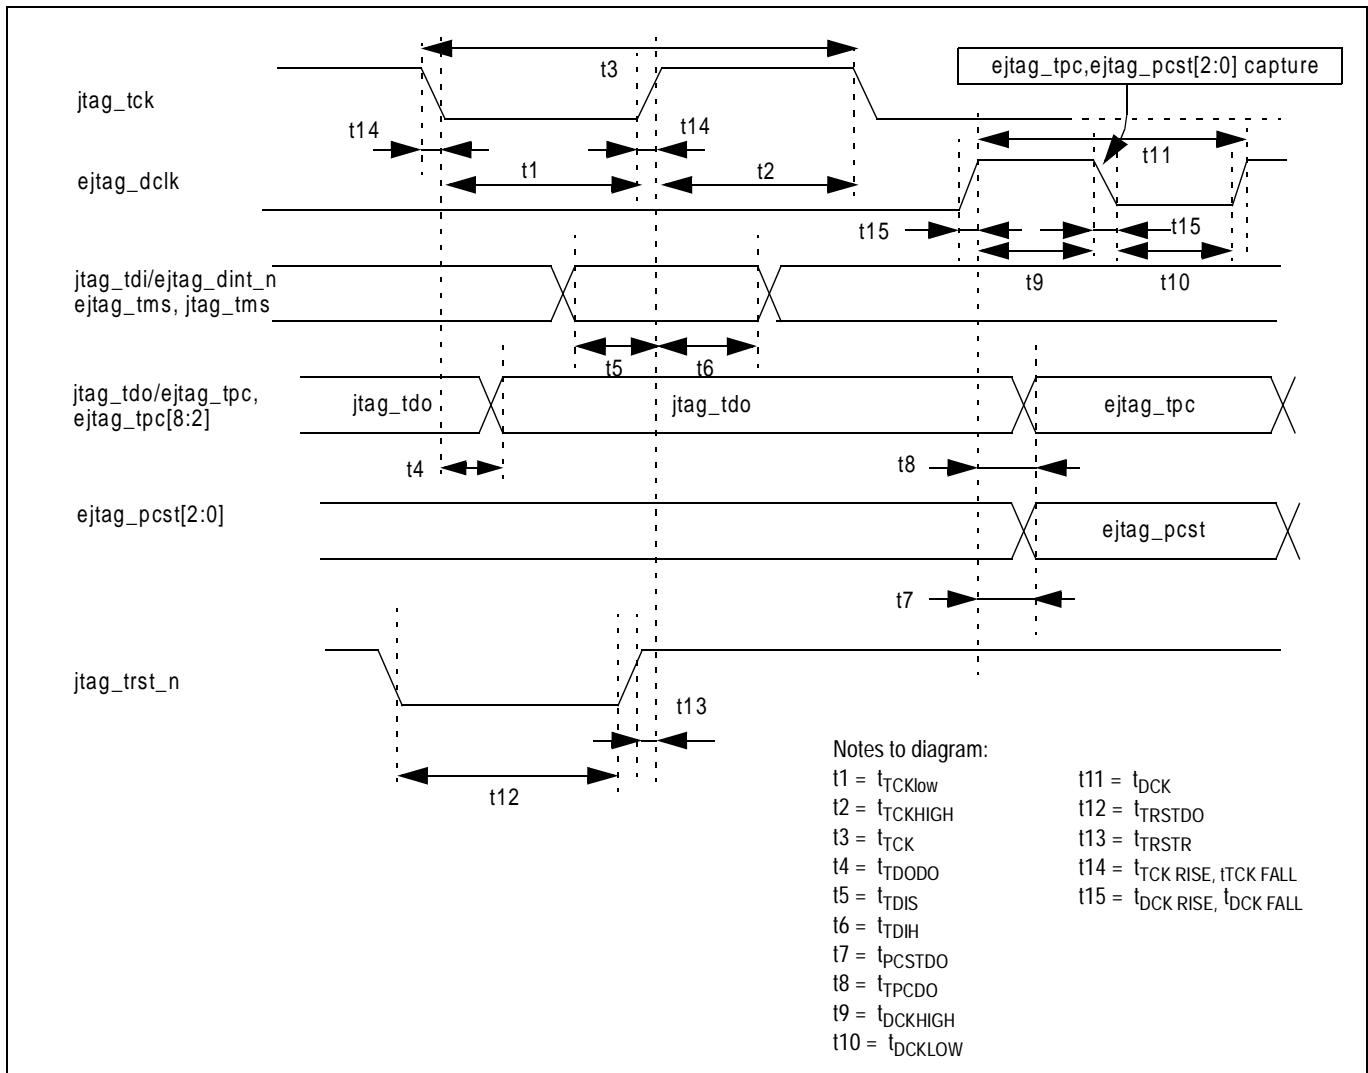 t3
ejtag_tpc,ejtag_pcst[2:0] capture
jtag_tck
t14
t14
t11
ejtag_dclk
t1
t2
t15
t15
jtag_tdi/ejtag_dint_n
ejtag_tms, jtag_tms
t9
t10
t5
t6
jtag_tdo/ejtag_tpc,
ejtag_tpc[8:2]
jtag_tdo
jtag_tdo
ejtag_tpc
t4
t8
ejtag_pcst[2:0]
ejtag_pcst
t7
jtag_trst_n
t13
t12
Notes to diagram:
t1 = tTCKlow
t2 = tTCKHIGH
t3 = tTCK
t4 = tTDODO
t5 = tTDIS
t6 = tTDIH
t7 = tPCSTDO
t8 = tTPCDO
t9 = tDCKHIGH
t10 = tDCKLOW
t11 = tDCK
t12 = tTRSTDO
t13 = tTRSTR
t14 = tTCK RISE, tTCK FALL
t15 = tDCK RISE, tDCK FALL